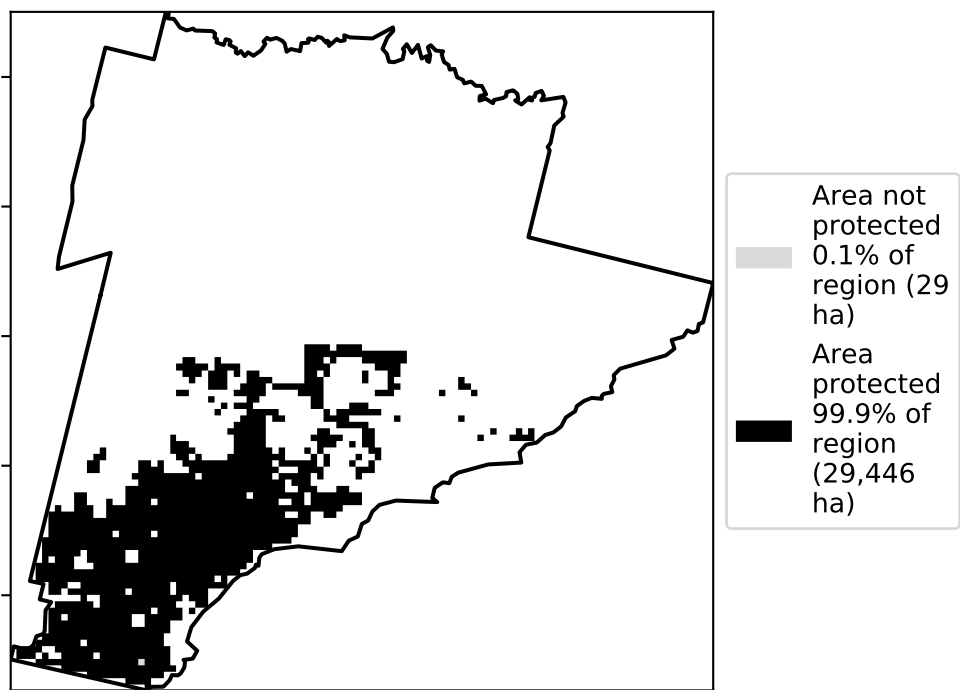 Area not
protected
0.1% of
region (29
ha)
Area
protected
99.9% of
region
(29,446
ha)